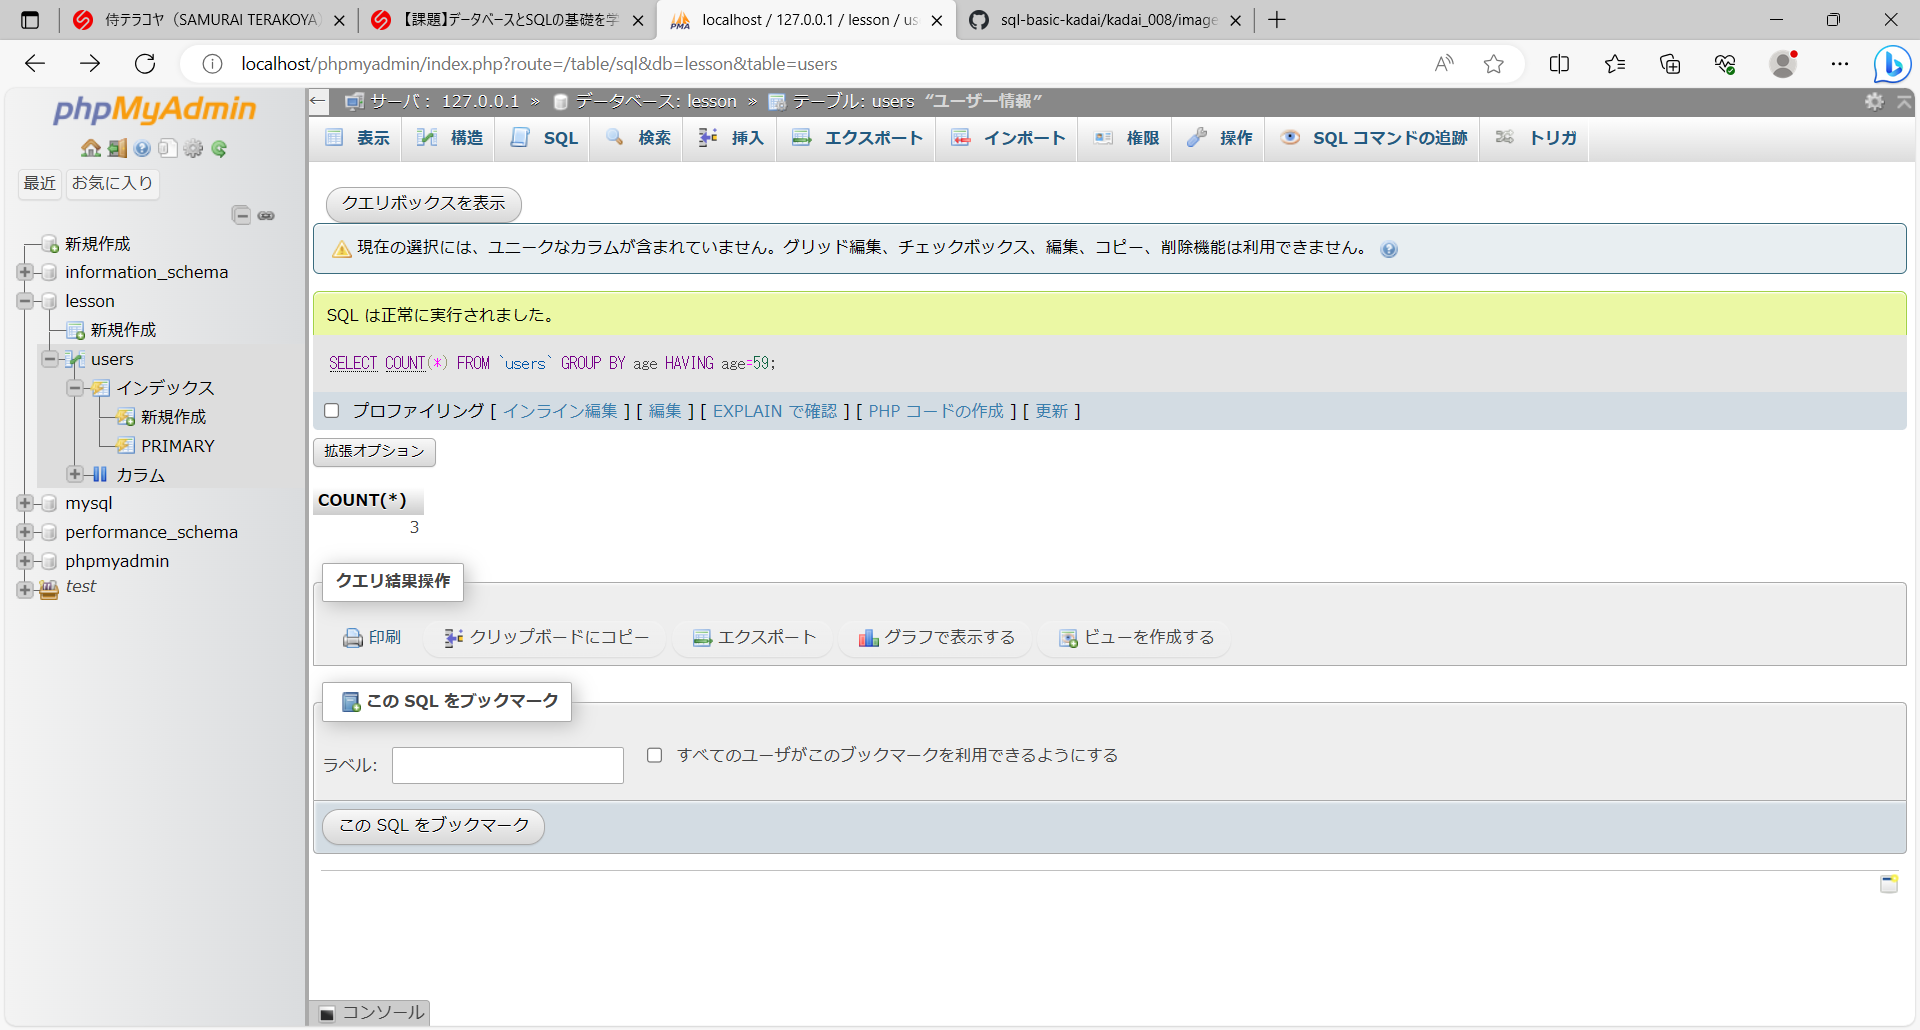 侍テラコヤ（SAMURAI TERAKOYA）
【課題】データベースとSQLの基礎を学
localhost / 127.0.0.1 / lesson / us
sql-basic-kadai/kadai_008/image
localhost/phpmyadmin/index.php?route=/table/sql&db=lesson&table=users
phpMyAdmin
最近 お気に入り
新規作成
information_schema
lesson
新規作成
users
インデックス
新規作成
PRIMARY
カラム
mysql
performance_schema
phpmyadmin
test
サーバ： 127.0.0.1 » データベース: lesson » テーブル: users “ユーザー情報”
表示 構造 SQL 検索 挿入 エクスポート インポート 権限 操作 SQL コマンドの追跡 トリガ
クエリボックスを表示
現在の選択には、ユニークなカラムが含まれていません。グリッド編集、チェックボックス、編集、コピー、削除機能は利用できません。
SQL は正常に実行されました。
SELECT COUNT(*) FROM `users` GROUP BY age HAVING age=59;
プロファイリング [ インライン編集 ] [ 編集 ] [ EXPLAIN で確認 ] [ PHP コードの作成 ] [ 更新 ]
拡張オプション
COUNT(*)
3
クエリ結果操作
印刷 クリップボードにコピー エクスポート グラフで表示する ビューを作成する
この SQL をブックマーク
ラベル: すべてのユーザがこのブックマークを利用できるようにする
この SQL をブックマーク
コンソール